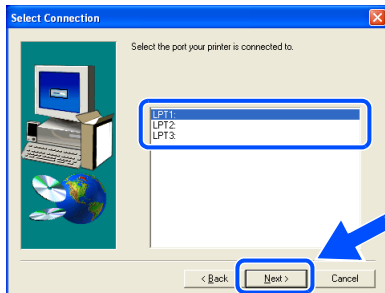 Select Connection
Select the port your printer is connected to.
LPT1:
LPT2:
LPT3:
< Back
Next >
Cancel